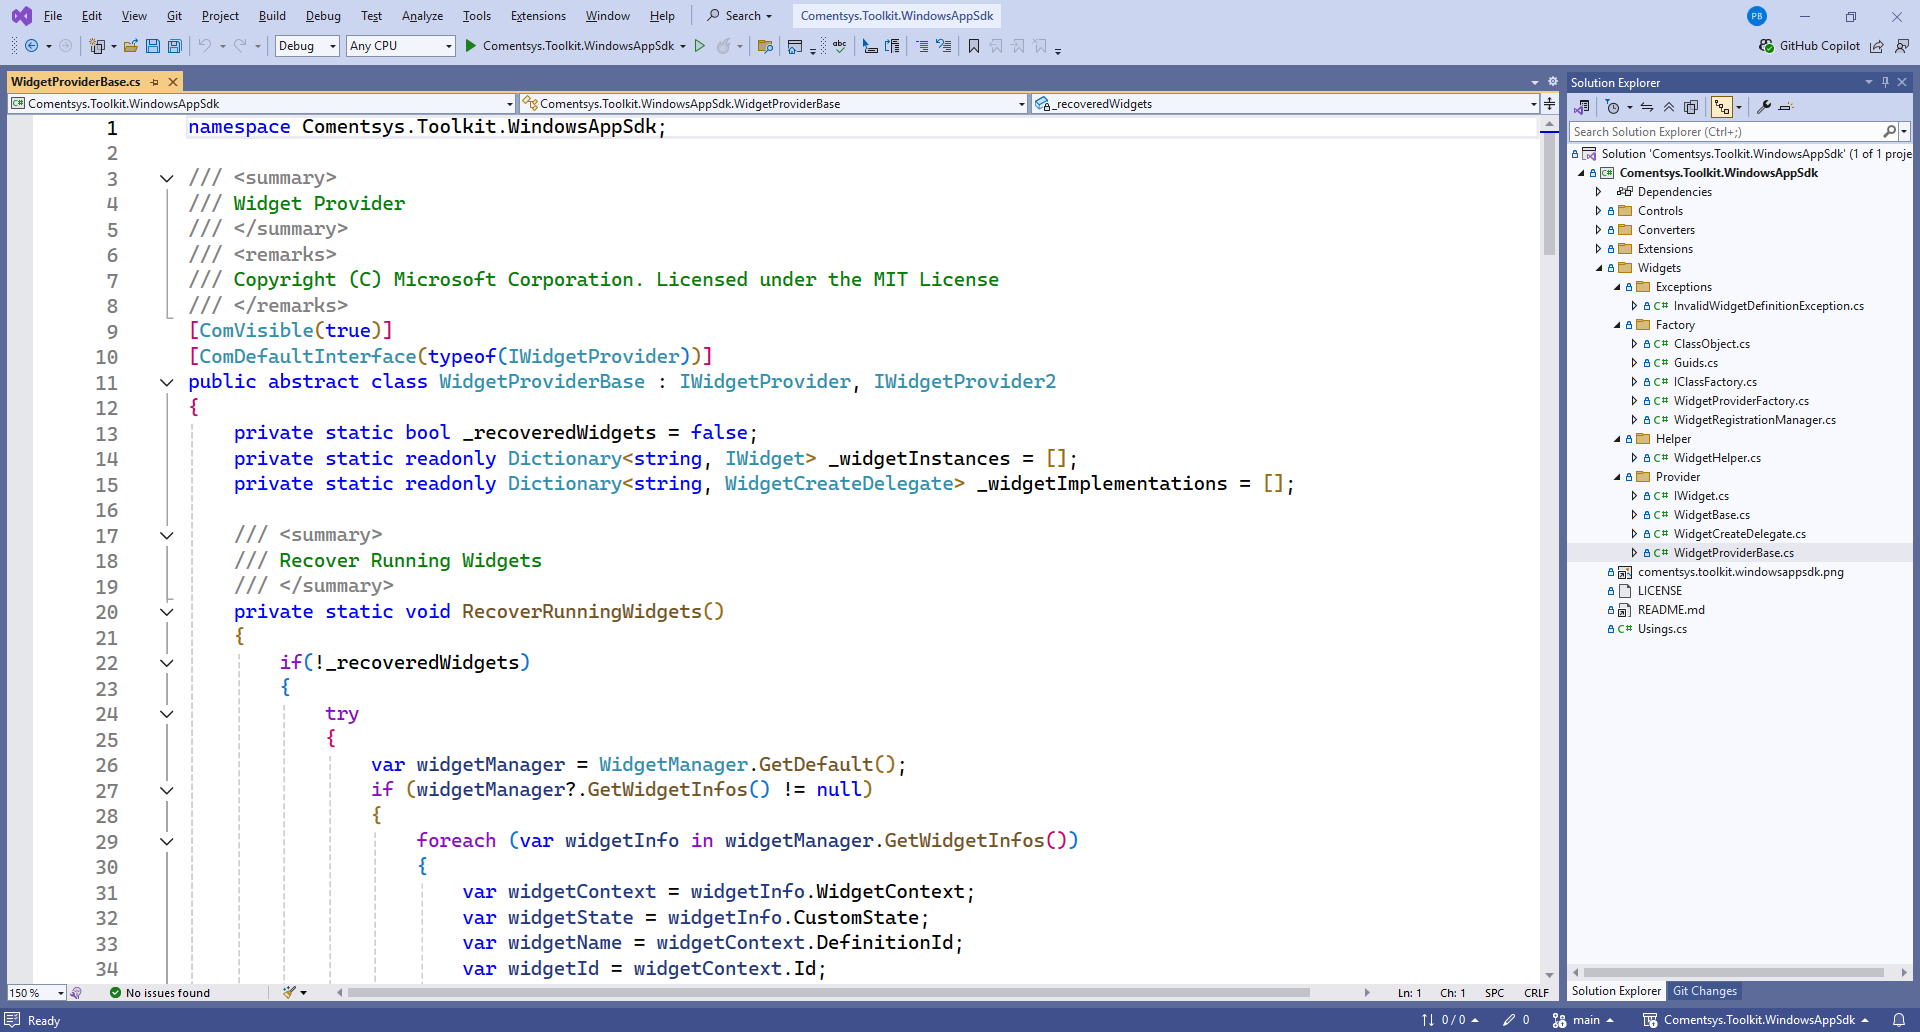 File Edit View Git Project Build Debug Test Analyze Tools Extensions Window Help Search Comentsys.Toolkit.WindowsAppSdk PB
Debug Any CPU Comentsys.Toolkit.WindowsAppSdk abc GitHub Copilot
WidgetProviderBase.cs
Comentsys.Toolkit.WindowsAppSdk Comentsys.Toolkit.WindowsAppSdk.WidgetProviderBase _recoveredWidgets
1 namespace Comentsys.Toolkit.WindowsAppSdk;
2
3 /// <summary>
4 /// Widget Provider
5 /// </summary>
6 /// <remarks>
7 /// Copyright (C) Microsoft Corporation. Licensed under the MIT License
8 /// </remarks>
9 [ComVisible(true)]
10 [ComDefaultInterface(typeof(IWidgetProvider))]
11 public abstract class WidgetProviderBase : IWidgetProvider, IWidgetProvider2
12 {
13 private static bool _recoveredWidgets = false;
14 private static readonly Dictionary<string, IWidget> _widgetInstances = [];
15 private static readonly Dictionary<string, WidgetCreateDelegate> _widgetImplementations = [];
16
17 /// <summary>
18 /// Recover Running Widgets
19 /// </summary>
20 private static void RecoverRunningWidgets()
21 {
22 if(!_recoveredWidgets)
23 {
24 try
25 {
26 var widgetManager = WidgetManager.GetDefault();
27 if (widgetManager?.GetWidgetInfos() != null)
28 {
29 foreach (var widgetInfo in widgetManager.GetWidgetInfos())
30 {
31 var widgetContext = widgetInfo.WidgetContext;
32 var widgetState = widgetInfo.CustomState;
33 var widgetName = widgetContext.DefinitionId;
34 var widgetId = widgetContext.Id;
150 % No issues found Ln: 1 Ch: 1 SPC CRLF
Solution Explorer
Search Solution Explorer (Ctrl+;)
Solution 'Comentsys.Toolkit.WindowsAppSdk' (1 of 1 proje
C# Comentsys.Toolkit.WindowsAppSdk
Dependencies
Controls
Converters
Extensions
Widgets
Exceptions
C# InvalidWidgetDefinitionException.cs
Factory
C# ClassObject.cs
C# Guids.cs
C# IClassFactory.cs
C# WidgetProviderFactory.cs
C# WidgetRegistrationManager.cs
Helper
C# WidgetHelper.cs
Provider
C# IWidget.cs
C# WidgetBase.cs
C# WidgetCreateDelegate.cs
C# WidgetProviderBase.cs
comentsys.toolkit.windowsappsdk.png
LICENSE
README.md
C# Usings.cs
Solution Explorer Git Changes
Ready 0 / 0 0 main Comentsys.Toolkit.WindowsAppSdk